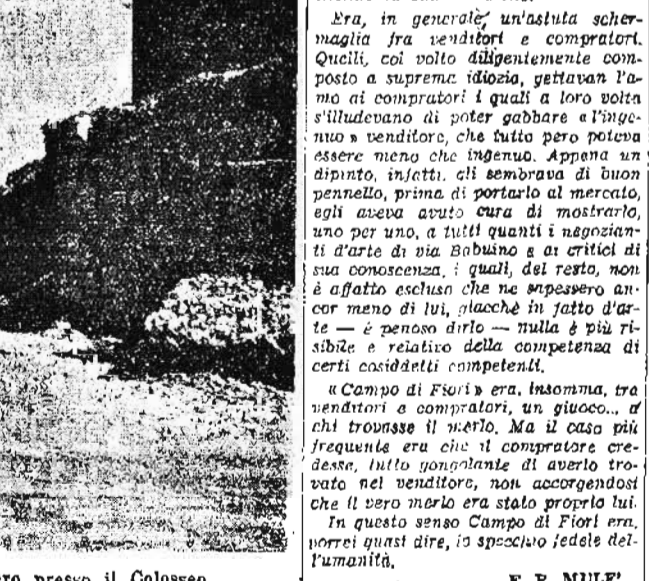 Era, in generale, un'astuta scher-
maglia fra venditori e compratori.
Quelli, col volto diligentemente com-
posto a suprema idiozia, gettavan l'a-
mo ai compratori i quali a loro volta
s'illudevano di poter gabbare « l'inge-
nuo » venditore, che tutto pero poteva
essere meno che ingenuo. Appena un
dipinto, infatti, gli sembrava di buon
pennello, prima di portarlo al mercato,
egli aveva avuto cura di mostrarlo,
uno per uno, a tutti quanti i negozian-
ti d'arte di via Babuino e ai critici di
sua conoscenza, i quali, del resto, non
è affatto escluso che ne sapessero an-
cor meno di lui, giacchè in fatto d'ar-
te — è penoso dirlo — nulla è più ri-
sibile e relativo della competenza di
certi cosiddetti competenti.
« Campo di Fiori » era, insomma, tra
venditori e compratori, un giuoco... a
chi trovasse il merlo. Ma il caso più
frequente era che il compratore cre-
desse, tutto gongolante di averlo tro-
vato nel venditore, non accorgendosi
che il vero merlo era stato proprio lui.
In questo senso Campo di Fiori era,
vorrei quasi dire, lo specchio fedele del-
l'umanità.
F. P. MULE'
presso il Colosseo